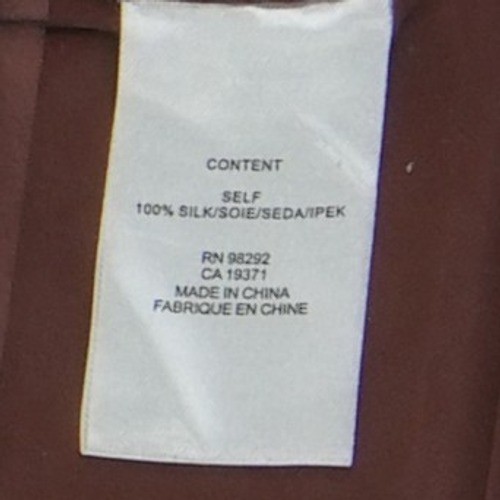 CONTENT
SELF
100% SILK/SOIE/SEDA/IPEK
RN 98292
CA 19371
MADE IN CHINA
FABRIQUE EN CHINE